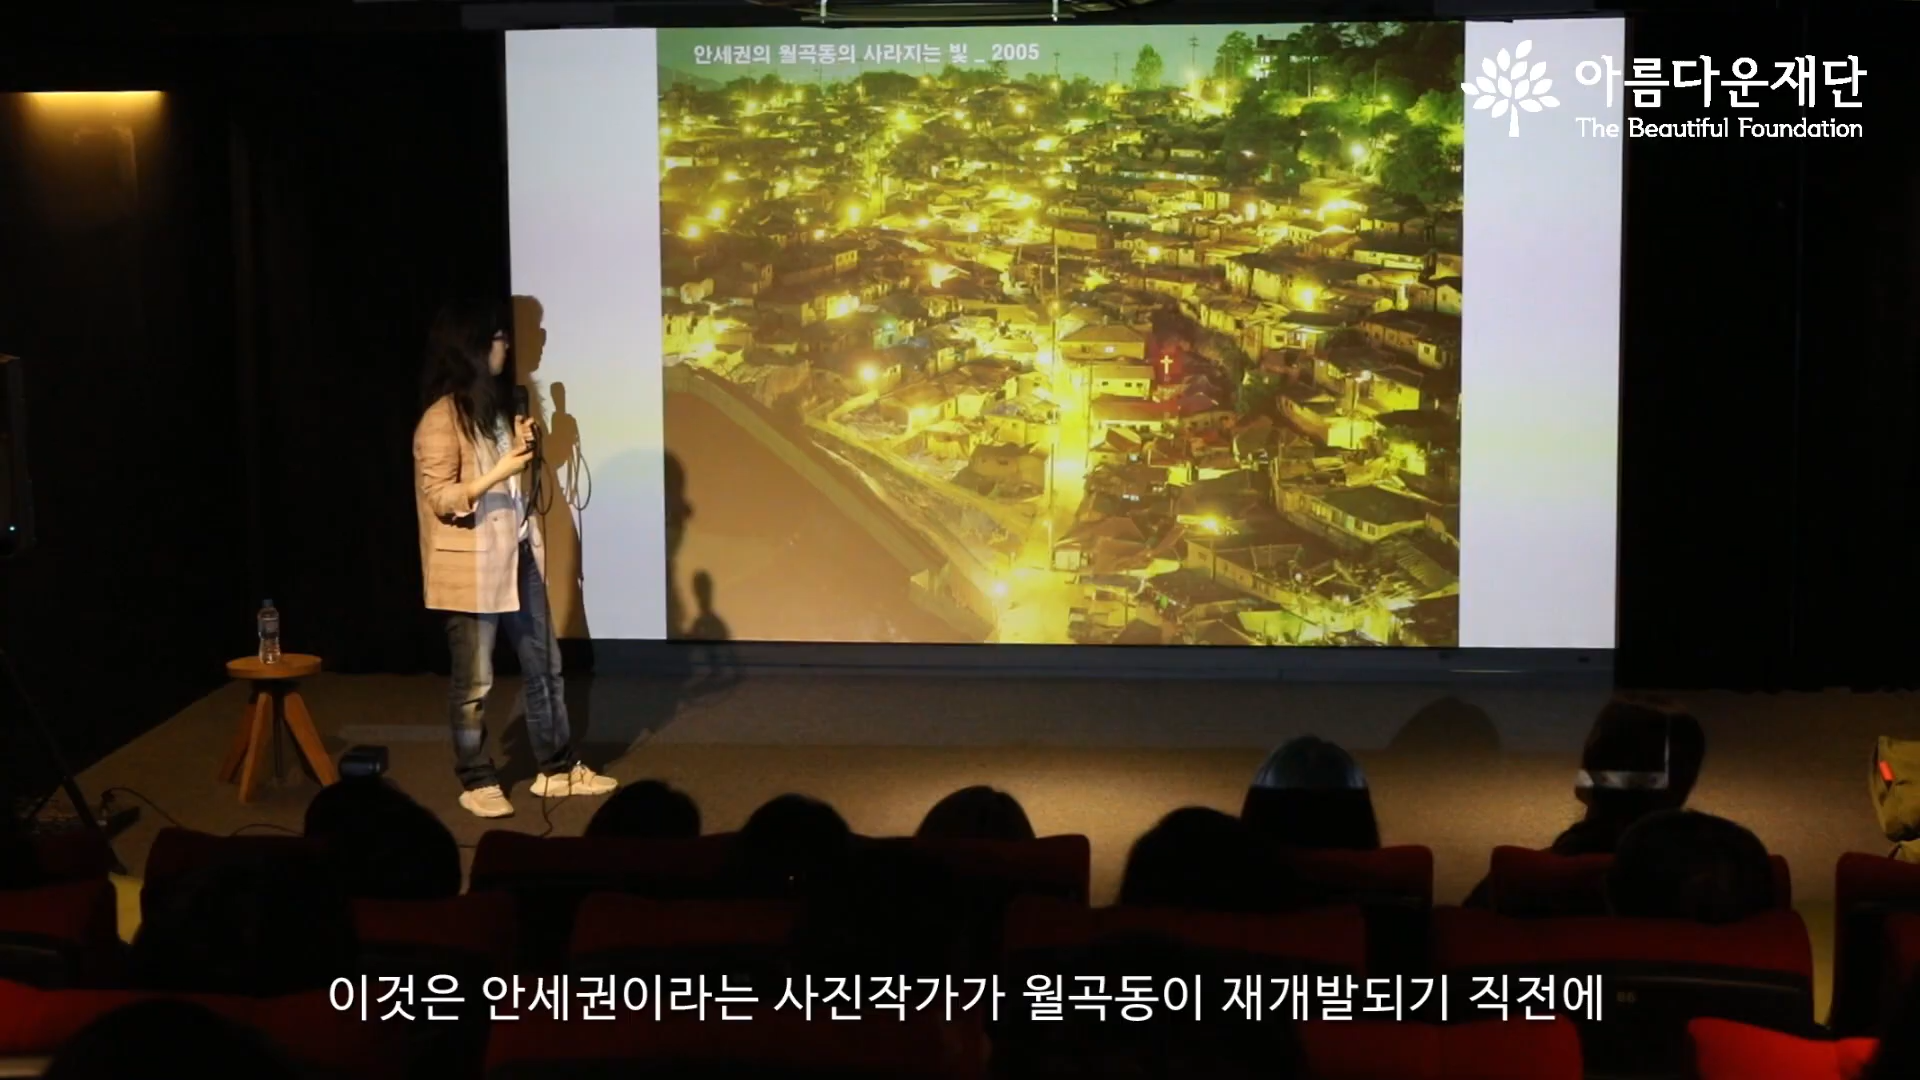 안세권의 월곡동의 사라지는 빛 _ 2005
아름다운재단
The Beautiful Foundation
이것은 안세권이라는 사진작가가 월곡동이 재개발되기 직전에